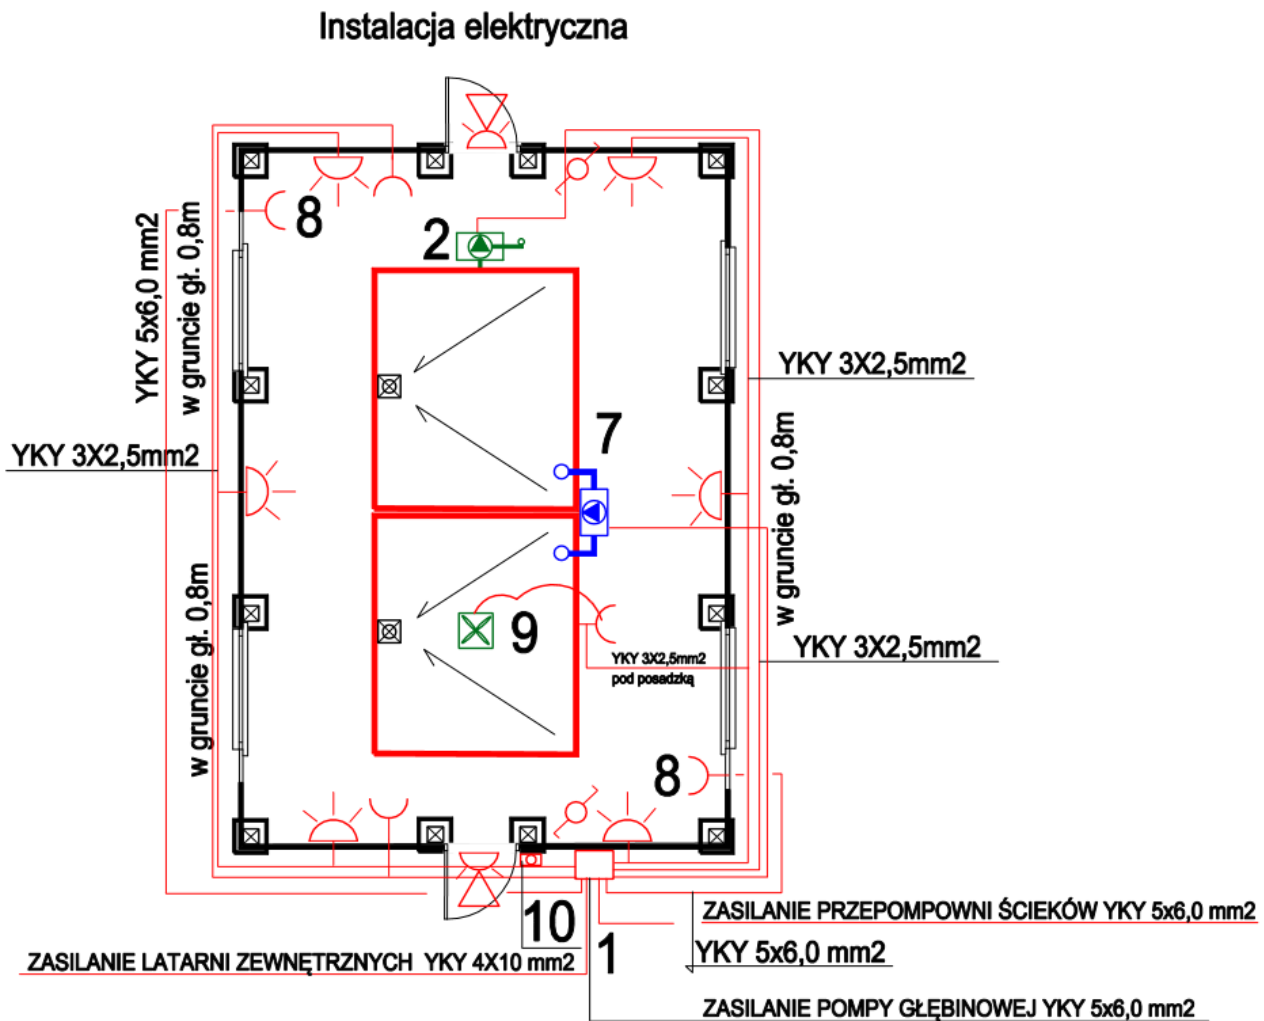 Instalacja elektryczna
8
2
YKY 5x6,0 mm2
w gruncie gł. 0,8m
YKY 3X2,5mm2
7
w gruncie gł. 0,8m
YKY 3X2,5mm2
w gruncie gł. 0,8m
9
YKY 3X2,5mm2
pod posadzką
YKY 3X2,5mm2
8
10
1
ZASILANIE PRZEPOMPOWNI ŚCIEKÓW YKY 5x6,0 mm2
YKY 5x6,0 mm2
ZASILANIE LATARNI ZEWNĘTRZNYCH YKY 4X10 mm2
ZASILANIE POMPY GŁĘBINOWEJ YKY 5x6,0 mm2